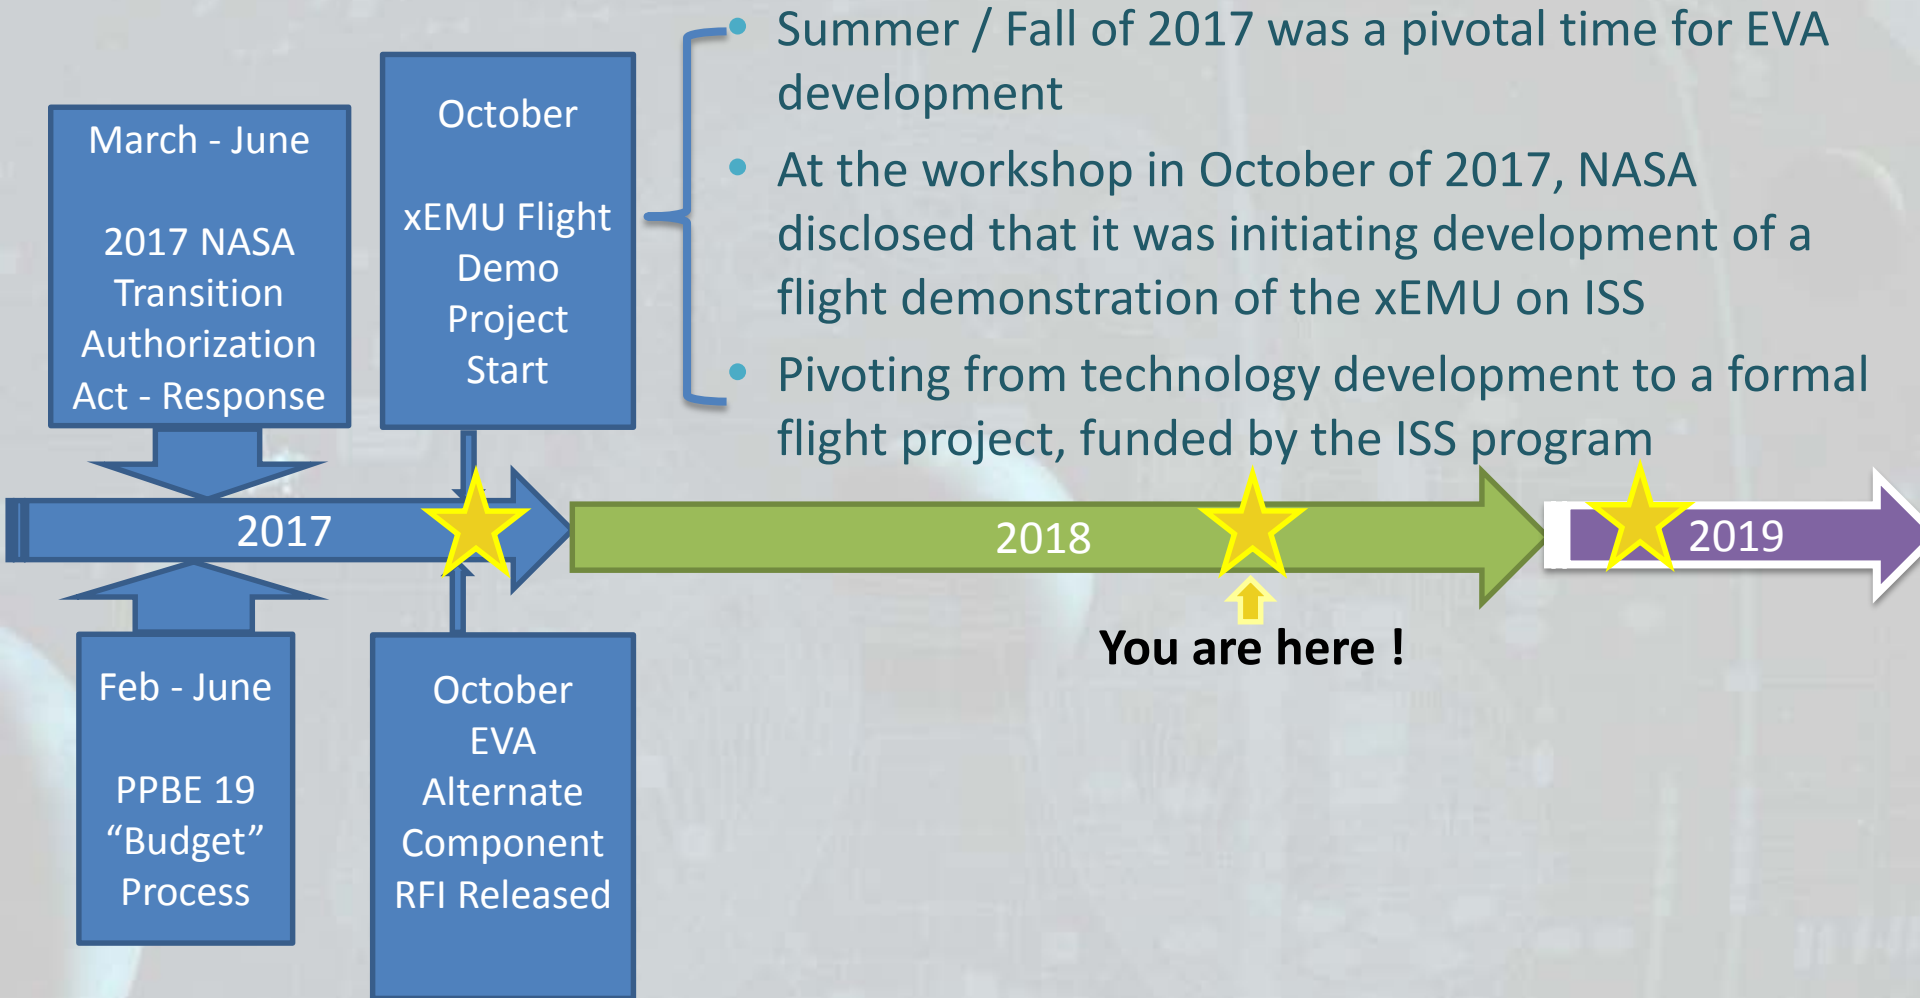 March - June
2017 NASA
Transition
Authorization
Act - Response
October
xEMU Flight
Demo
Project
Start
• Summer / Fall of 2017 was a pivotal time for EVA
development
• At the workshop in October of 2017, NASA
disclosed that it was initiating development of a
flight demonstration of the xEMU on ISS
• Pivoting from technology development to a formal
flight project, funded by the ISS program
2017
2018
2019
You are here !
Feb - June
PPBE 19
“Budget”
Process
October
EVA
Alternate
Component
RFI Released